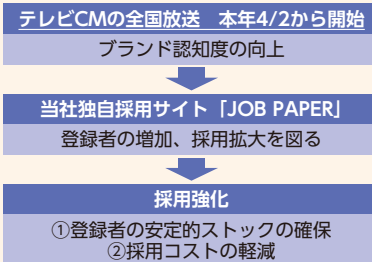 テレビCMの全国放送　本年4/2から開始
ブランド認知度の向上
当社独自採用サイト「JOB PAPER」
登録者の増加、採用拡大を図る
採用強化
①登録者の安定的ストックの確保
②採用コストの軽減